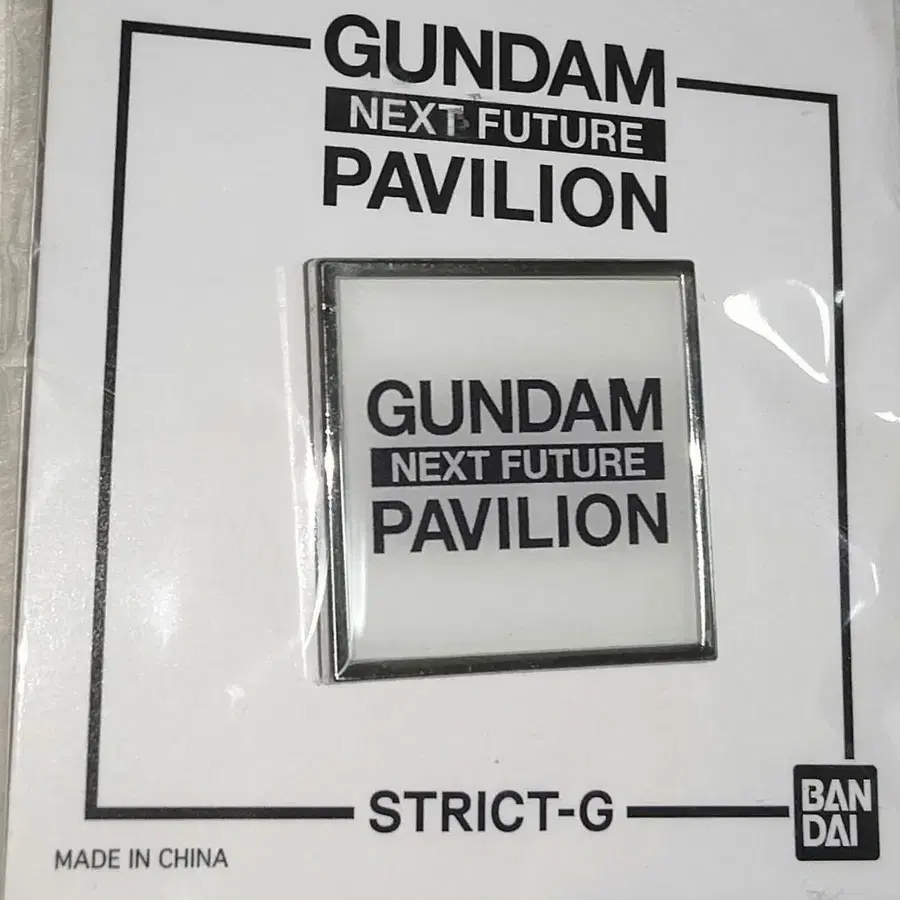 GUNDAM
NEXT FUTURE
PAVILION
GUNDAM
NEXT FUTURE
PAVILION
STRICT-G
BAN
DAI
MADE IN CHINA